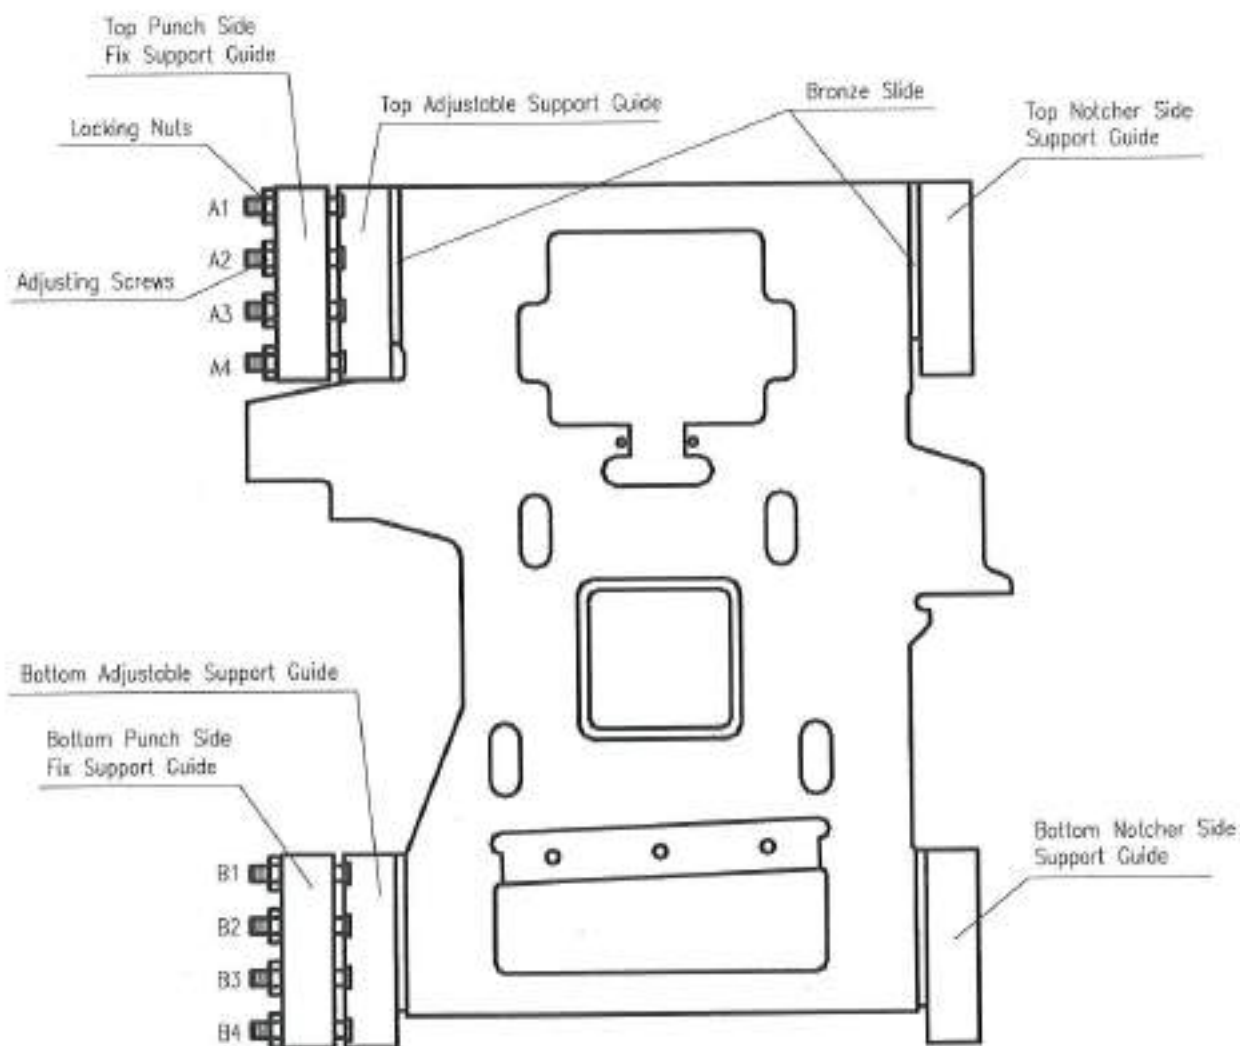 Top Punch Side
Fix Support Guide
Top Adjustable Support Guide
Bronze Slide
Top Notcher Side
Support Guide
Locking Nuts
A1
A2
Adjusting Screws
A3
A4
Bottom Adjustable Support Guide
Bottom Punch Side
Fix Support Guide
Bottom Notcher Side
Support Guide
B1
B2
B3
B4